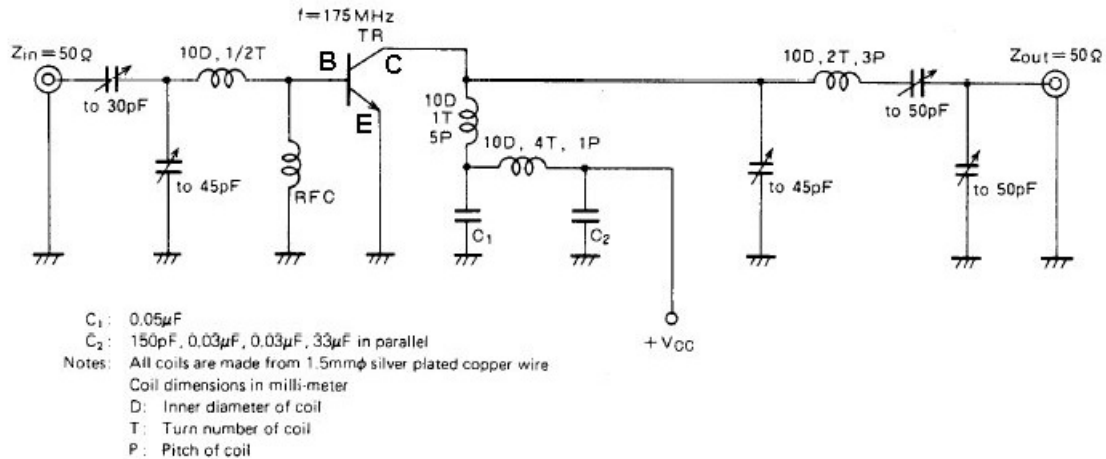 f=175MHz
TR
Zin=50Ω
10D, 1/2T
B
C
E
to 30pF
to 45pF
RFC
10D
1T
5P
10D, 4T, 1P
C₁
C₂
+VCC
10D, 2T, 3P
Zout=50Ω
to 50pF
to 45pF
to 50pF
C₁: 0.05μF
C₂: 150pF, 0.03μF, 0.03μF, 33μF in parallel
Notes: All coils are made from 1.5mmφ silver plated copper wire
Coil dimensions in milli-meter
D: Inner diameter of coil
T: Turn number of coil
P: Pitch of coil